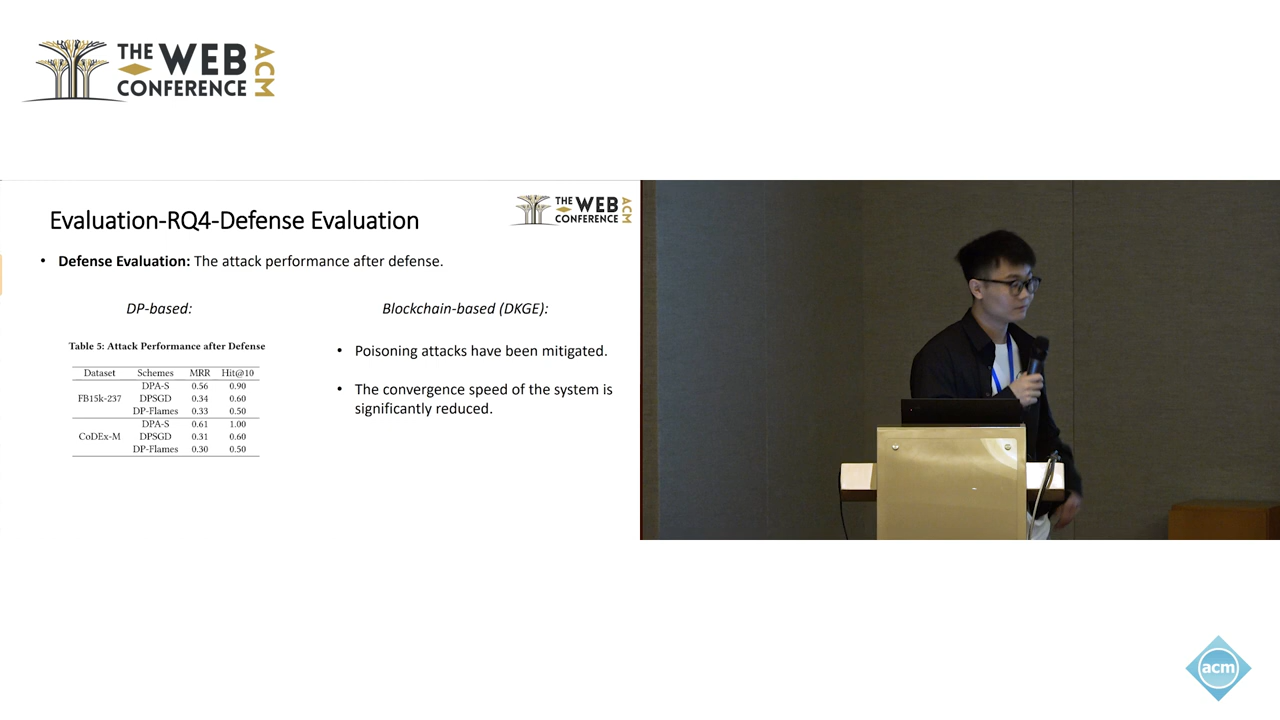 THE WEB
CONFERENCE
ACM
Evaluation-RQ4-Defense Evaluation
THE WEB
CONFERENCE
ACM
• Defense Evaluation: The attack performance after defense.
DP-based:
Table 5: Attack Performance after Defense
Dataset Schemes MRR Hit@10
DPA-S 0.56 0.90
FB15k-237 DPSGD 0.34 0.60
DP-Flames 0.33 0.50
DPA-S 0.61 1.00
CoDEx-M DPSGD 0.31 0.60
DP-Flames 0.30 0.50
Blockchain-based (DKGE):
• Poisoning attacks have been mitigated.
• The convergence speed of the system is
significantly reduced.
acm